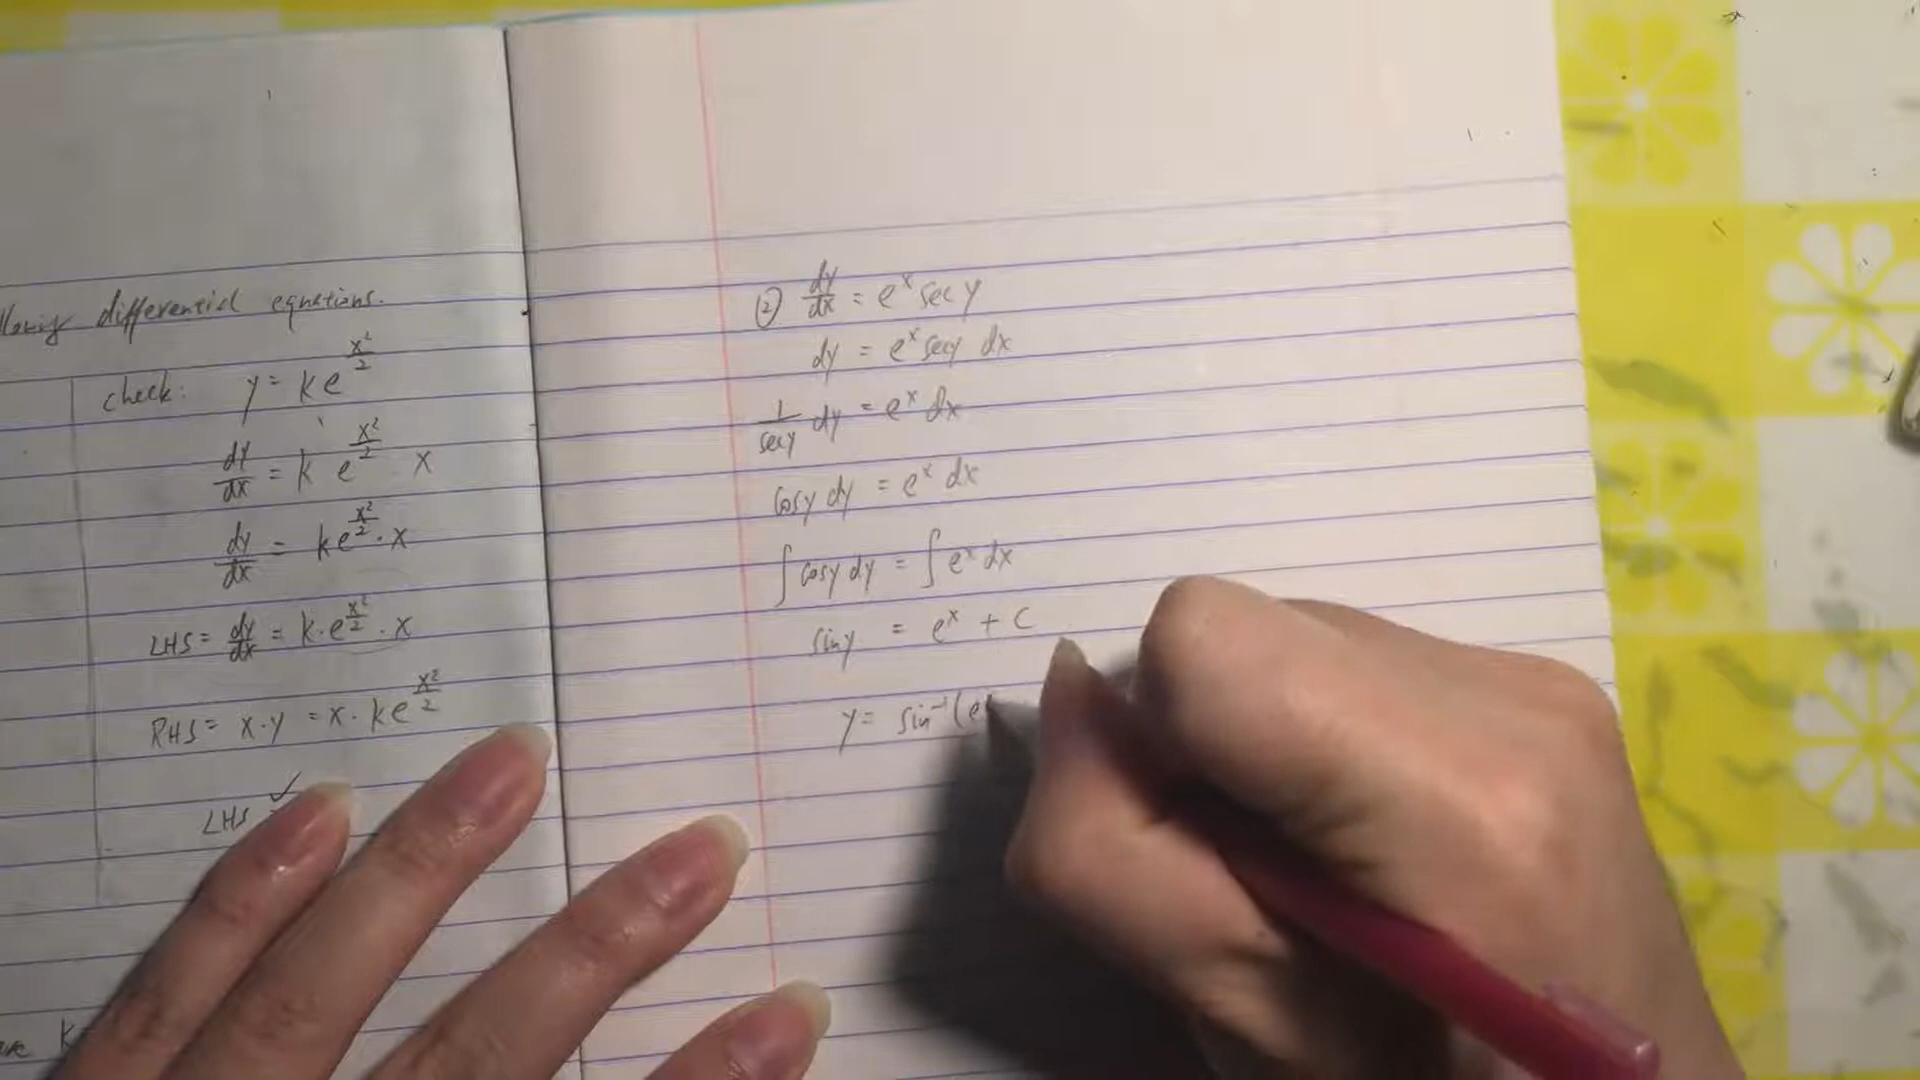 differential equations.
check: y = ke^(x²/2)
dy/dx = k e^(x²/2) x
dy/dx = ke^(x²/2) · x
LHS = dy/dx = k·e^(x²/2) · x
RHS = x·y = x · ke^(x²/2)
LHS
② dy/dx = e^x sec y
dy = e^x sec y dx
1/sec y dy = e^x dx
cos y dy = e^x dx
∫ cos y dy = ∫ e^x dx
sin y = e^x + c
y = sin⁻¹(e